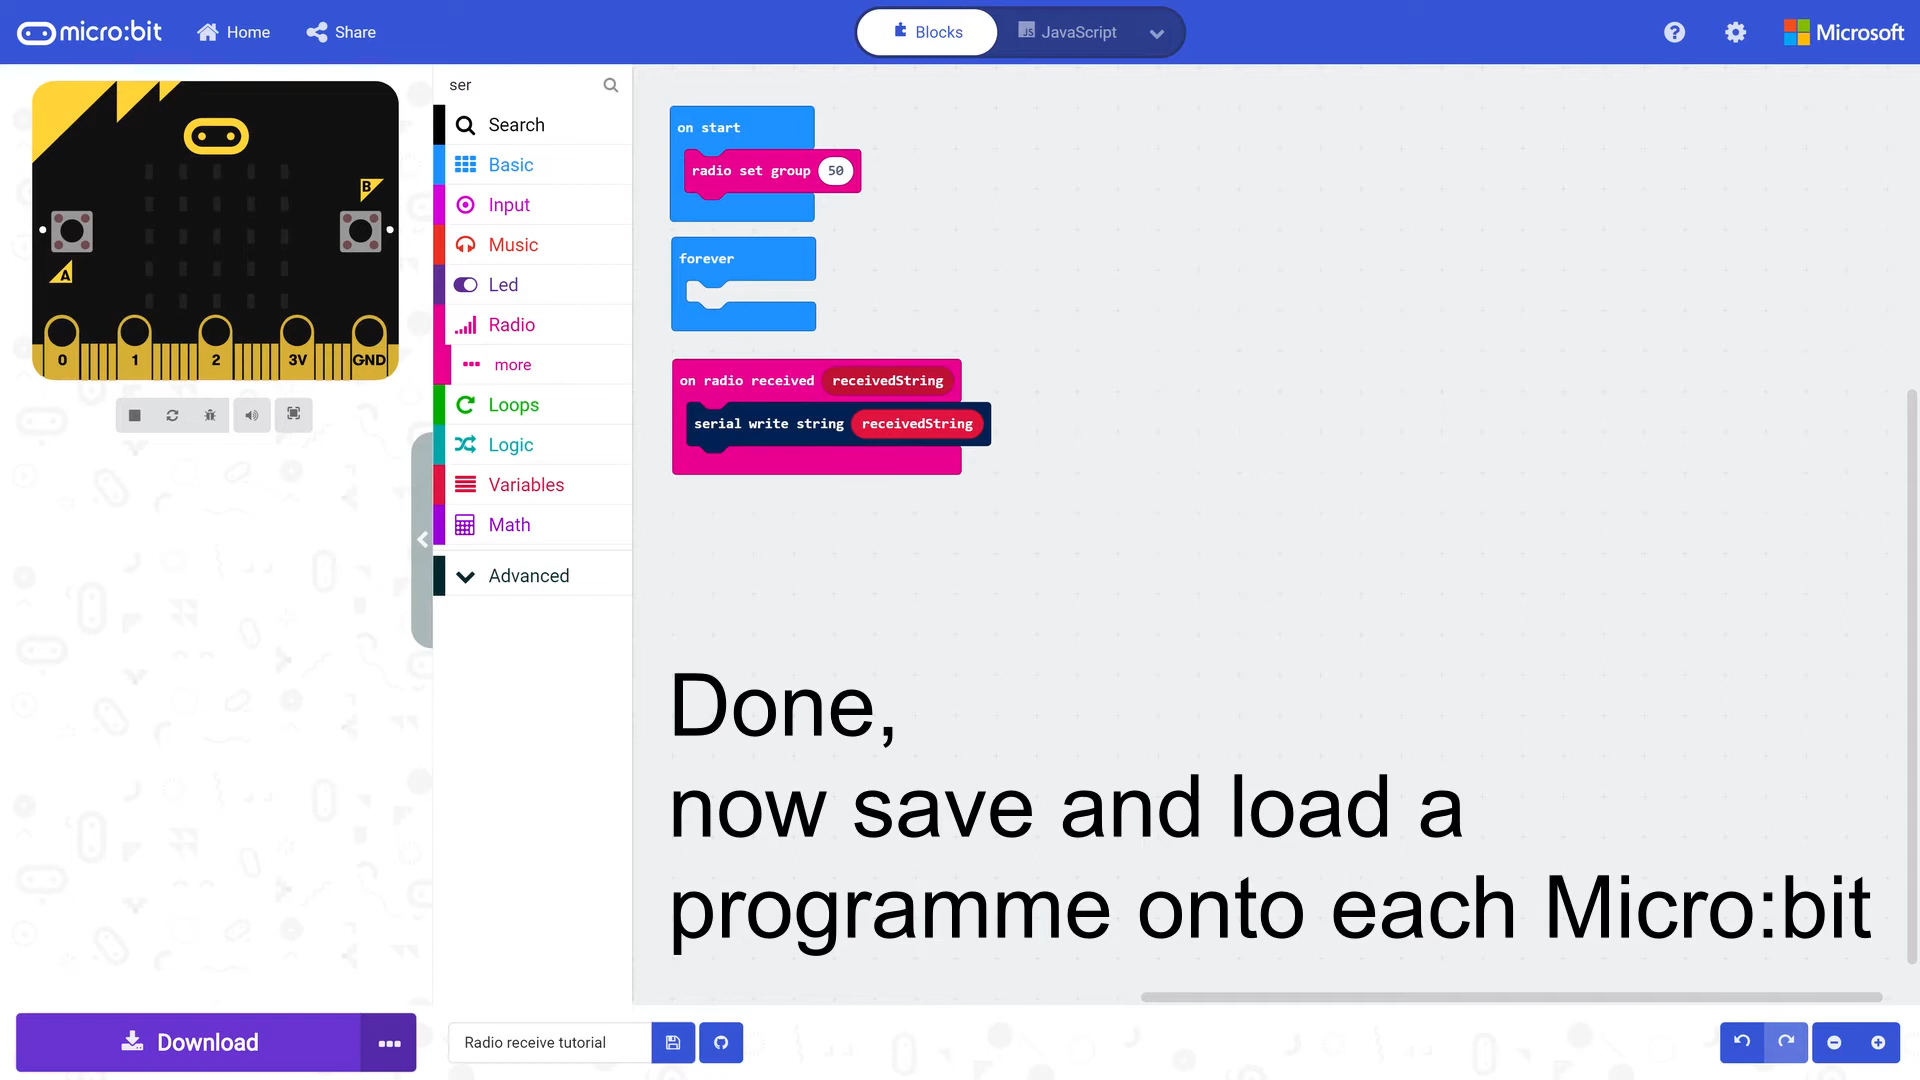 micro:bit
Home
Share
Blocks
JS JavaScript
?
Microsoft
B
A
0 1 2 3V GND
ser
Search
Basic
Input
Music
Led
Radio
more
Loops
Logic
Variables
Math
Advanced
on start
radio set group 50
forever
on radio received receivedString
serial write string receivedString
Done,
now save and load a
programme onto each Micro:bit
Download
Radio receive tutorial